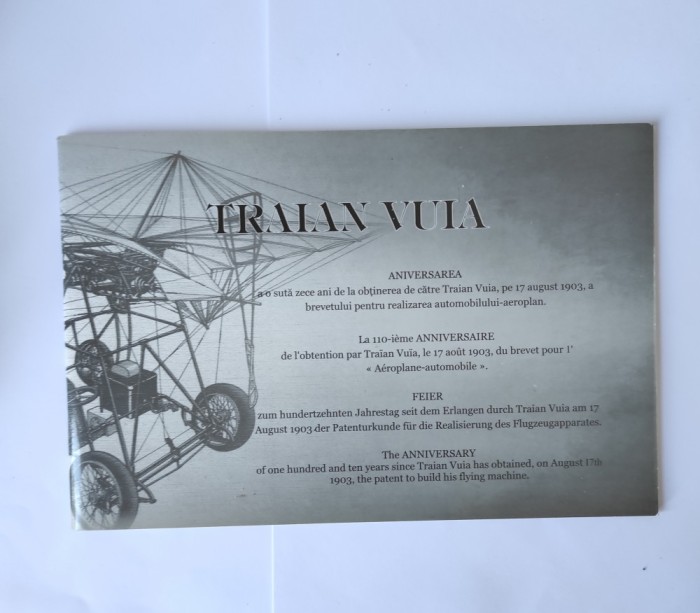 TRAIAN VUIA
ANIVERSAREA
a o sută zece ani de la obținerea de către Traian Vuia, pe 17 august 1903, a
brevetului pentru realizarea automobilului-aeroplan.
La 110-ième ANNIVERSAIRE
de l'obtention par Traïan Vuïa, le 17 août 1903, du brevet pour l'
« Aéroplane-automobile ».
FEIER
zum hundertzehnten Jahrestag seit dem Erlangen durch Traian Vuia am 17
August 1903 der Patenturkunde für die Realisierung des Flugzeugapparates.
The ANNIVERSARY
of one hundred and ten years since Traian Vuia has obtained, on August 17th
1903, the patent to build his flying machine.